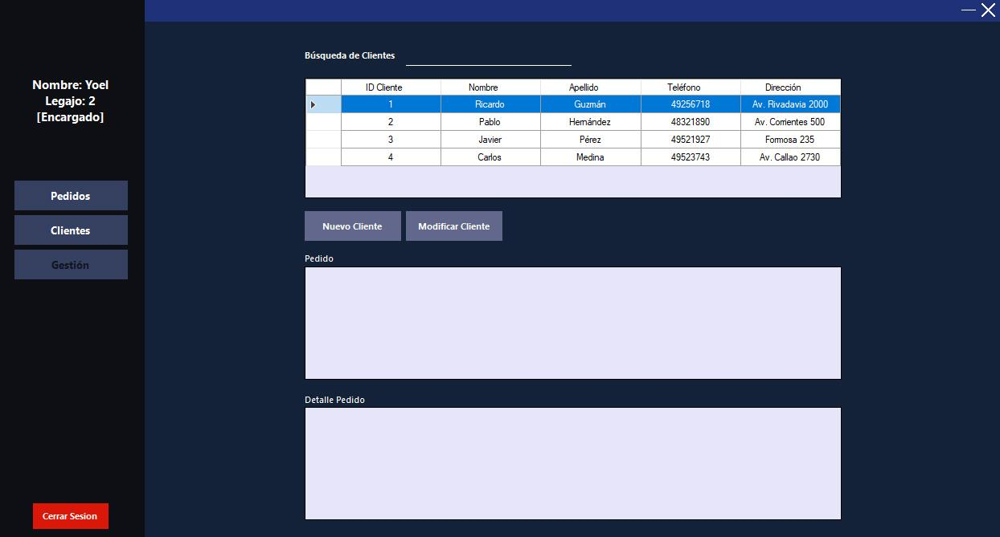 Nombre: Yoel
Legajo: 2
[Encargado]
Pedidos
Clientes
Gestión
Cerrar Sesion
Búsqueda de Clientes
ID Cliente Nombre Apellido Teléfono Dirección
1 Ricardo Guzmán 49256718 Av. Rivadavia 2000
2 Pablo Hernández 48321890 Av. Corrientes 500
3 Javier Pérez 49521927 Formosa 235
4 Carlos Medina 49523743 Av. Callao 2730
Nuevo Cliente Modificar Cliente
Pedido
Detalle Pedido